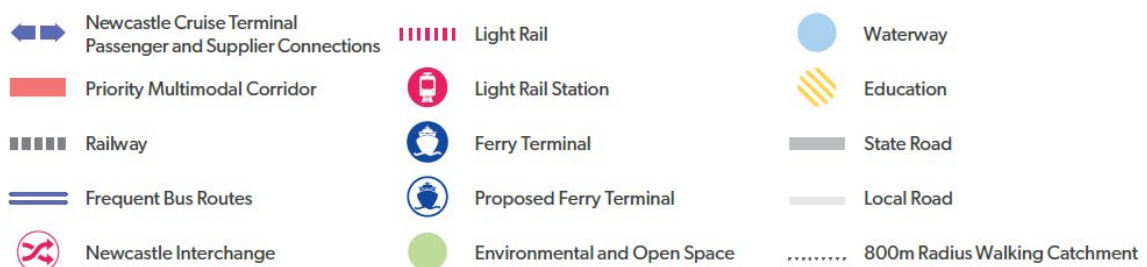 Newcastle Cruise Terminal
Passenger and Supplier Connections
Priority Multimodal Corridor
Railway
Frequent Bus Routes
Newcastle Interchange
Light Rail
Light Rail Station
Ferry Terminal
Proposed Ferry Terminal
Environmental and Open Space
Waterway
Education
State Road
Local Road
800m Radius Walking Catchment